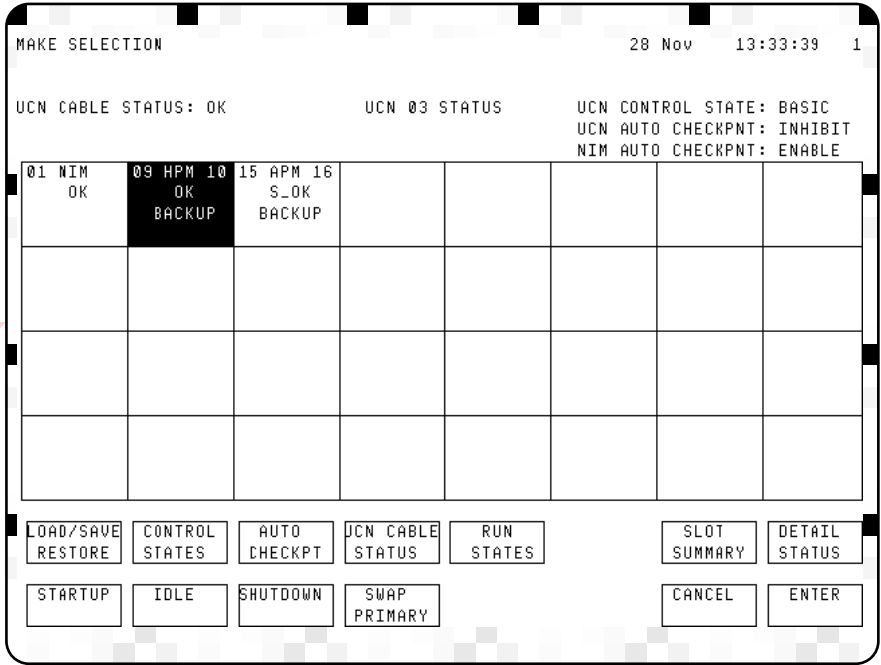 MAKE SELECTION 28 Nov 13:33:39 1
UCN CABLE STATUS: OK UCN 03 STATUS UCN CONTROL STATE: BASIC
UCN AUTO CHECKPNT: INHIBIT
NIM AUTO CHECKPNT: ENABLE
01 NIM 09 HPM 10 15 APM 16
OK OK S_OK
BACKUP BACKUP
LOAD/SAVE CONTROL AUTO UCN CABLE RUN SLOT DETAIL
RESTORE STATES CHECKPT STATUS STATES SUMMARY STATUS
STARTUP IDLE SHUTDOWN SWAP CANCEL ENTER
PRIMARY